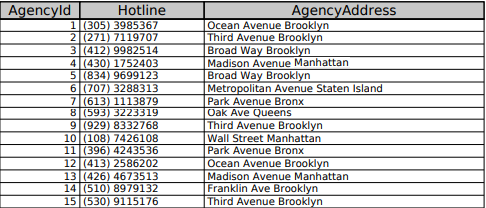 AgencyId Hotline AgencyAddress
1 (305) 3985367 Ocean Avenue Brooklyn
2 (271) 7119707 Third Avenue Brooklyn
3 (412) 9982514 Broad Way Brooklyn
4 (430) 1752403 Madison Avenue Manhattan
5 (834) 9699123 Broad Way Brooklyn
6 (707) 3288313 Metropolitan Avenue Staten Island
7 (613) 1113879 Park Avenue Bronx
8 (593) 3223319 Oak Ave Queens
9 (929) 8332768 Third Avenue Brooklyn
10 (108) 7426108 Wall Street Manhattan
11 (396) 4243536 Park Avenue Bronx
12 (413) 2586202 Ocean Avenue Brooklyn
13 (426) 4673513 Madison Avenue Manhattan
14 (510) 8979132 Franklin Ave Brooklyn
15 (530) 9115176 Third Avenue Brooklyn